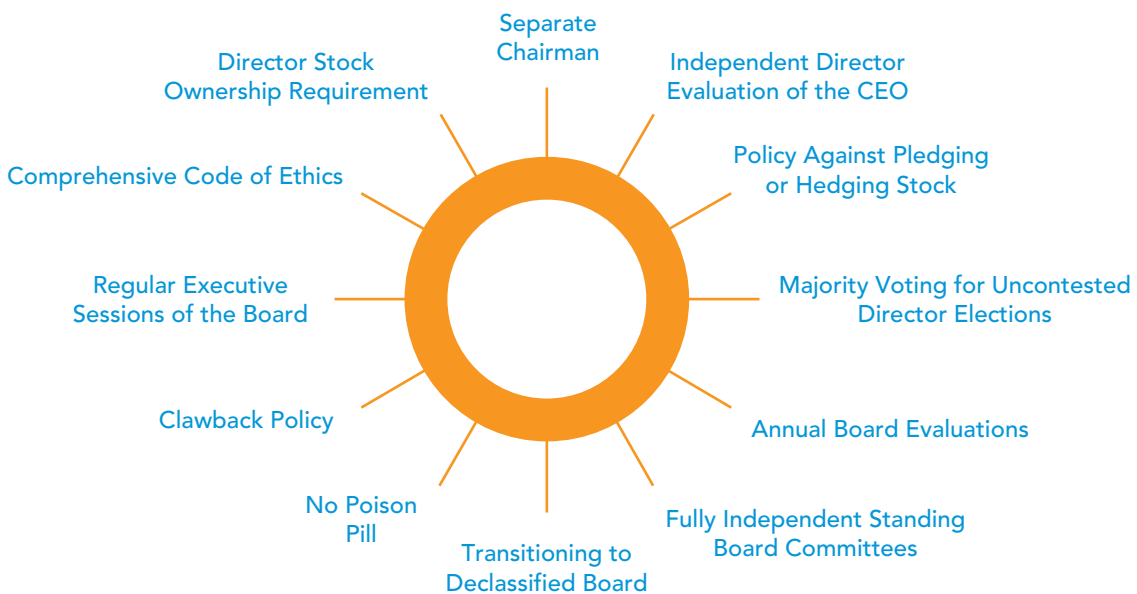 Separate
Chairman
Independent Director
Evaluation of the CEO
Policy Against Pledging
or Hedging Stock
Majority Voting for Uncontested
Director Elections
Annual Board Evaluations
Fully Independent Standing
Board Committees
Transitioning to
Declassified Board
No Poison
Pill
Clawback Policy
Regular Executive
Sessions of the Board
Comprehensive Code of Ethics
Director Stock
Ownership Requirement